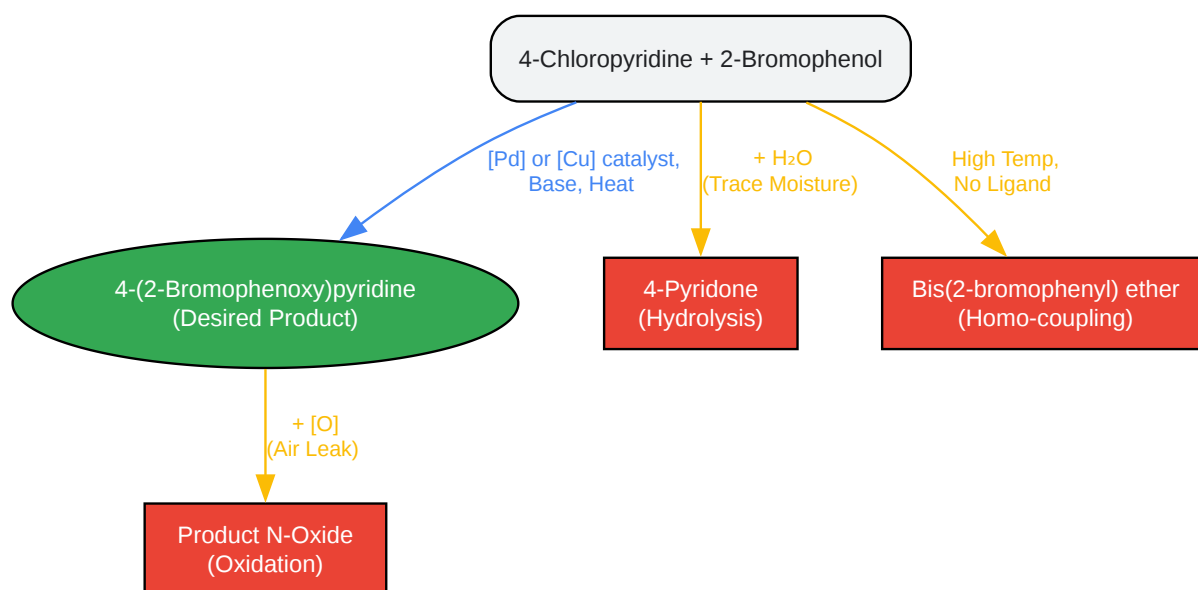 4-Chloropyridine + 2-Bromophenol
[Pd] or [Cu] catalyst,
Base, Heat
+ H₂O
(Trace Moisture)
High Temp,
No Ligand
4-(2-Bromophenoxy)pyridine
(Desired Product)
4-Pyridone
(Hydrolysis)
Bis(2-bromophenyl) ether
(Homo-coupling)
+ [O]
(Air Leak)
Product N-Oxide
(Oxidation)